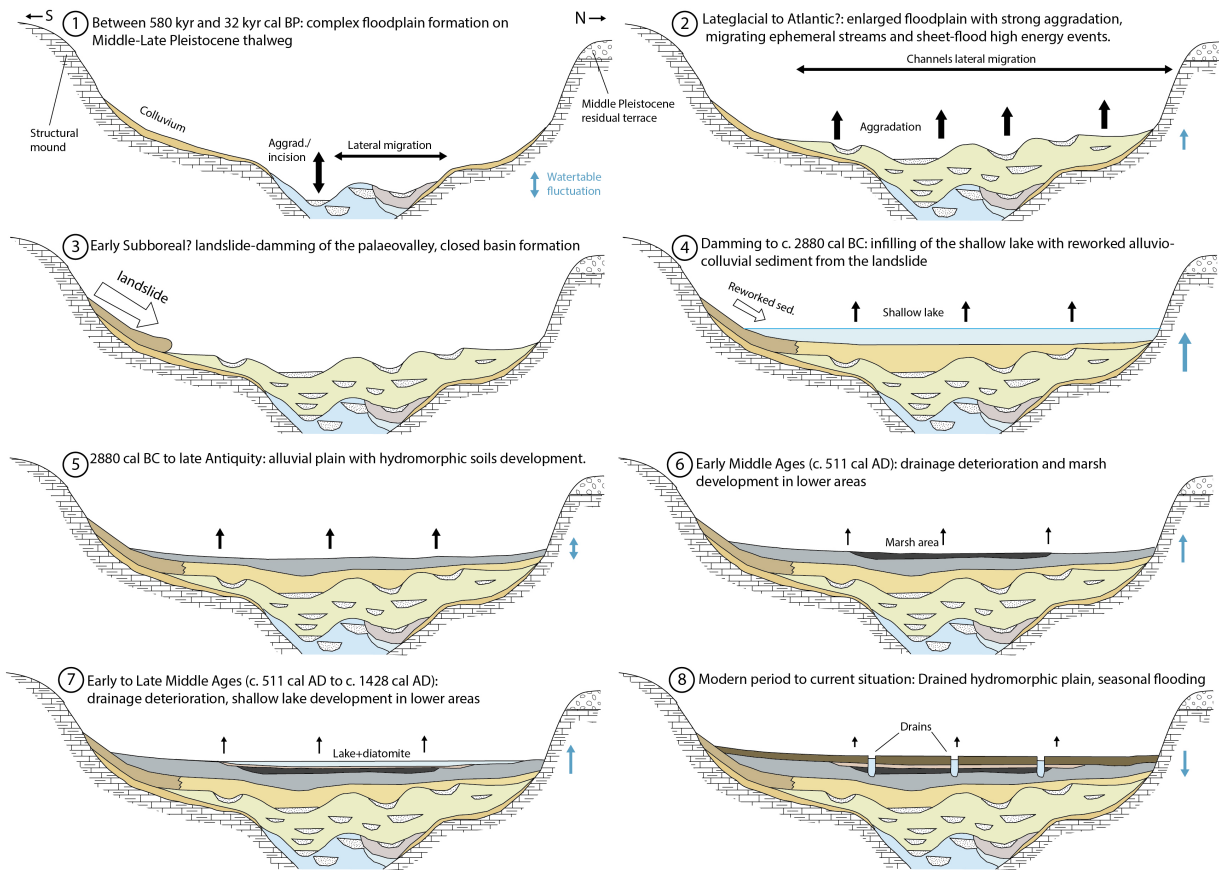 ← S
N →
1 Between 580 kyr and 32 kyr cal BP: complex floodplain formation on
Middle-Late Pleistocene thalweg
Colluvium
Structural
mound
Aggrad./
incision
Lateral migration
Middle Pleistocene
residual terrace
Watertable
fluctuation
2 Lateglacial to Atlantic?: enlarged floodplain with strong aggradation,
migrating ephemeral streams and sheet-flood high energy events.
Channels lateral migration
Aggradation
3 Early Subboreal? landslide-damming of the palaeovalley, closed basin formation
landslide
4 Damming to c. 2880 cal BC: infilling of the shallow lake with reworked alluvio-
colluvial sediment from the landslide
Reworked sed.
Shallow lake
5 2880 cal BC to late Antiquity: alluvial plain with hydromorphic soils development.
6 Early Middle Ages (c. 511 cal AD): drainage deterioration and marsh
development in lower areas
Marsh area
7 Early to Late Middle Ages (c. 511 cal AD to c. 1428 cal AD):
drainage deterioration, shallow lake development in lower areas
Lake+diatomite
8 Modern period to current situation: Drained hydromorphic plain, seasonal flooding
Drains